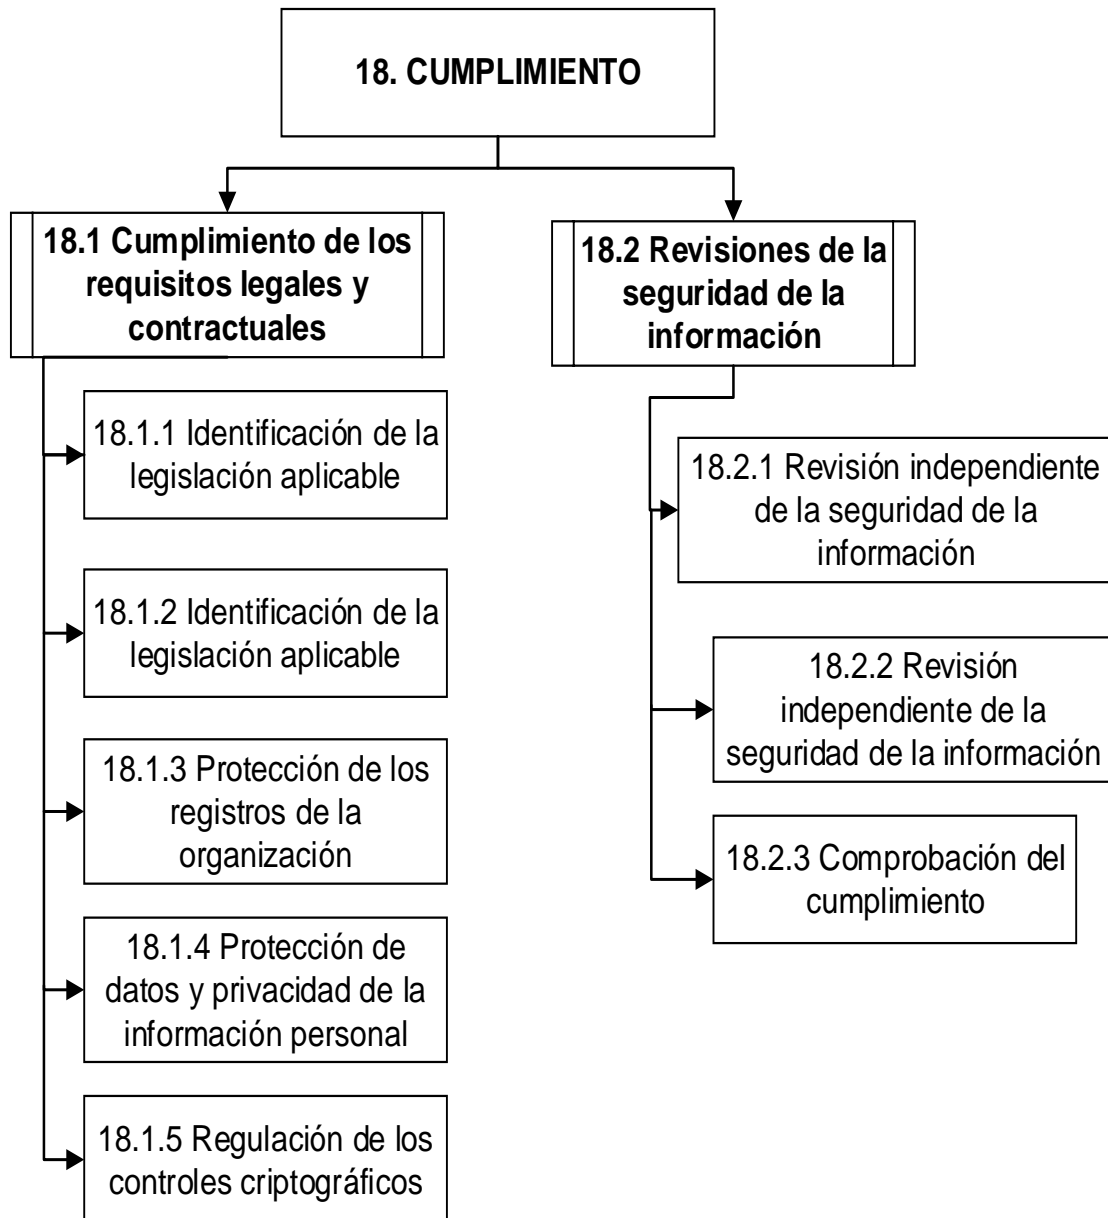 18. CUMPLIMIENTO
18.1 Cumplimiento de los
requisitos legales y
contractuales
18.1.1 Identificación de la
legislación aplicable
18.1.2 Identificación de la
legislación aplicable
18.1.3 Protección de los
registros de la
organización
18.1.4 Protección de
datos y privacidad de la
información personal
18.1.5 Regulación de los
controles criptográficos
18.2 Revisiones de la
seguridad de la
información
18.2.1 Revisión independiente
de la seguridad de la
información
18.2.2 Revisión
independiente de la
seguridad de la información
18.2.3 Comprobación del
cumplimiento